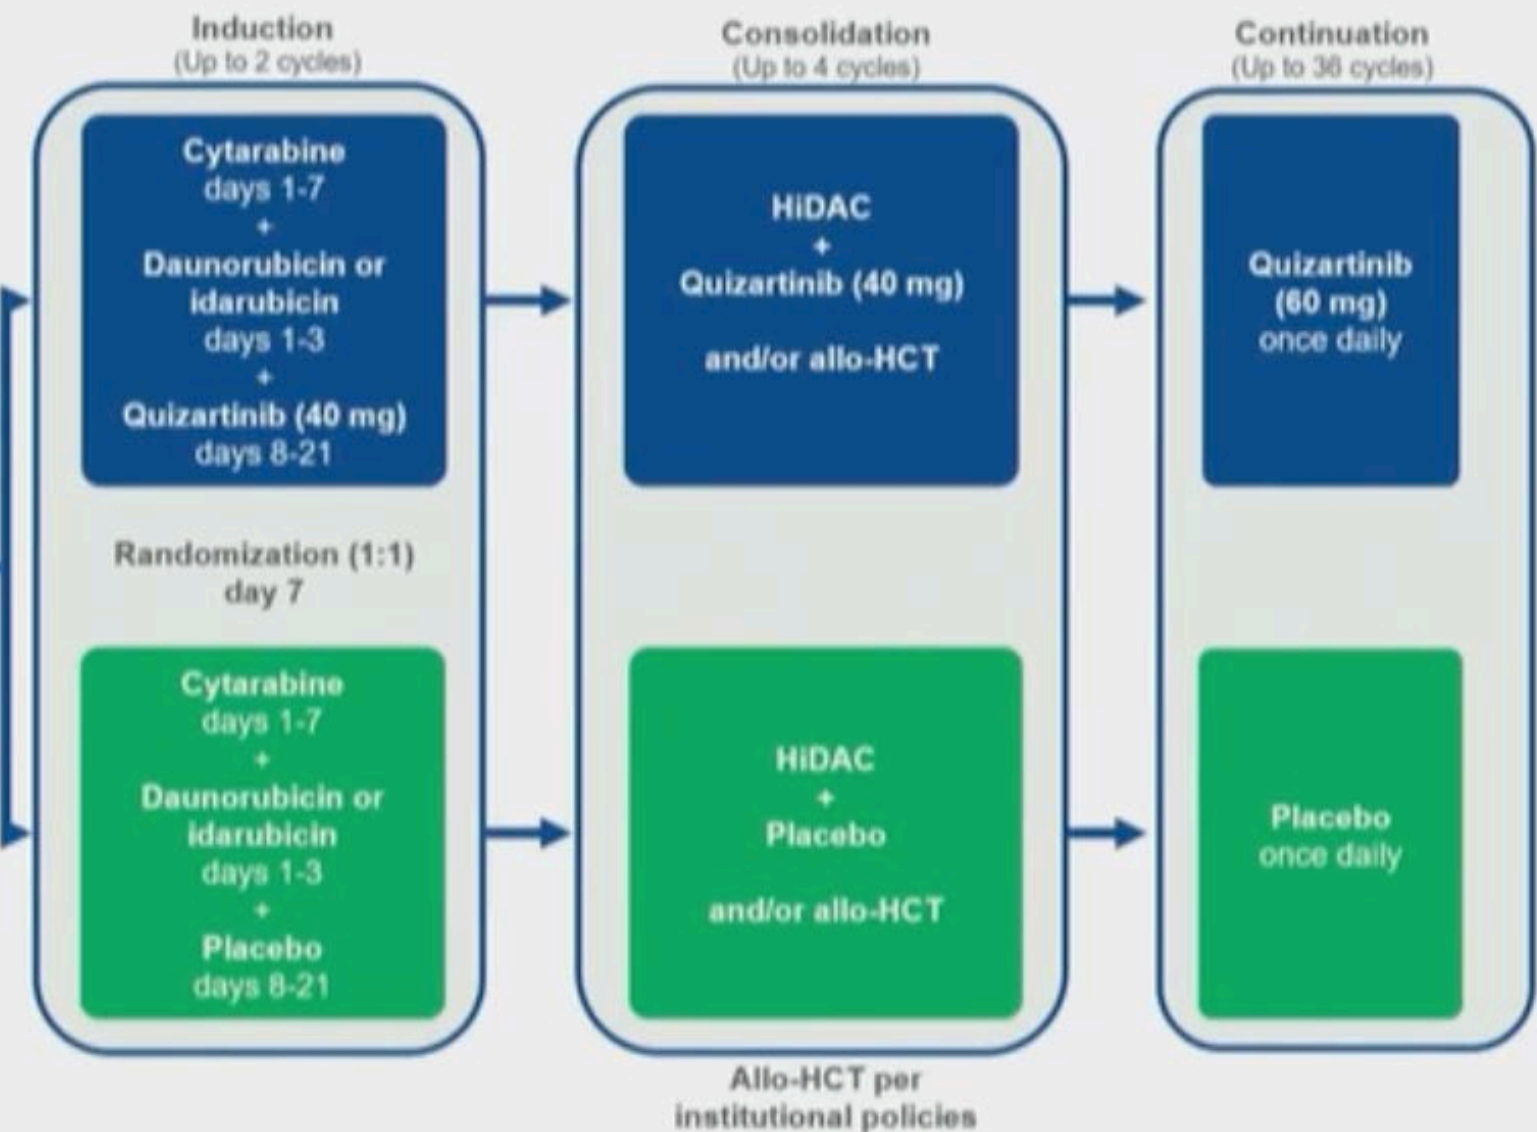 Induction
(Up to 2 cycles)
Cytarabine
days 1-7
+
Daunorubicin or
idarubicin
days 1-3
+
Quizartinib (40 mg)
days 8-21
Randomization (1:1)
day 7
Cytarabine
days 1-7
+
Daunorubicin or
idarubicin
days 1-3
+
Placebo
days 8-21
Consolidation
(Up to 4 cycles)
HiDAC
+
Quizartinib (40 mg)
and/or allo-HCT
HiDAC
+
Placebo
and/or allo-HCT
Allo-HCT per
institutional policies
Continuation
(Up to 36 cycles)
Quizartinib
(60 mg)
once daily
Placebo
once daily